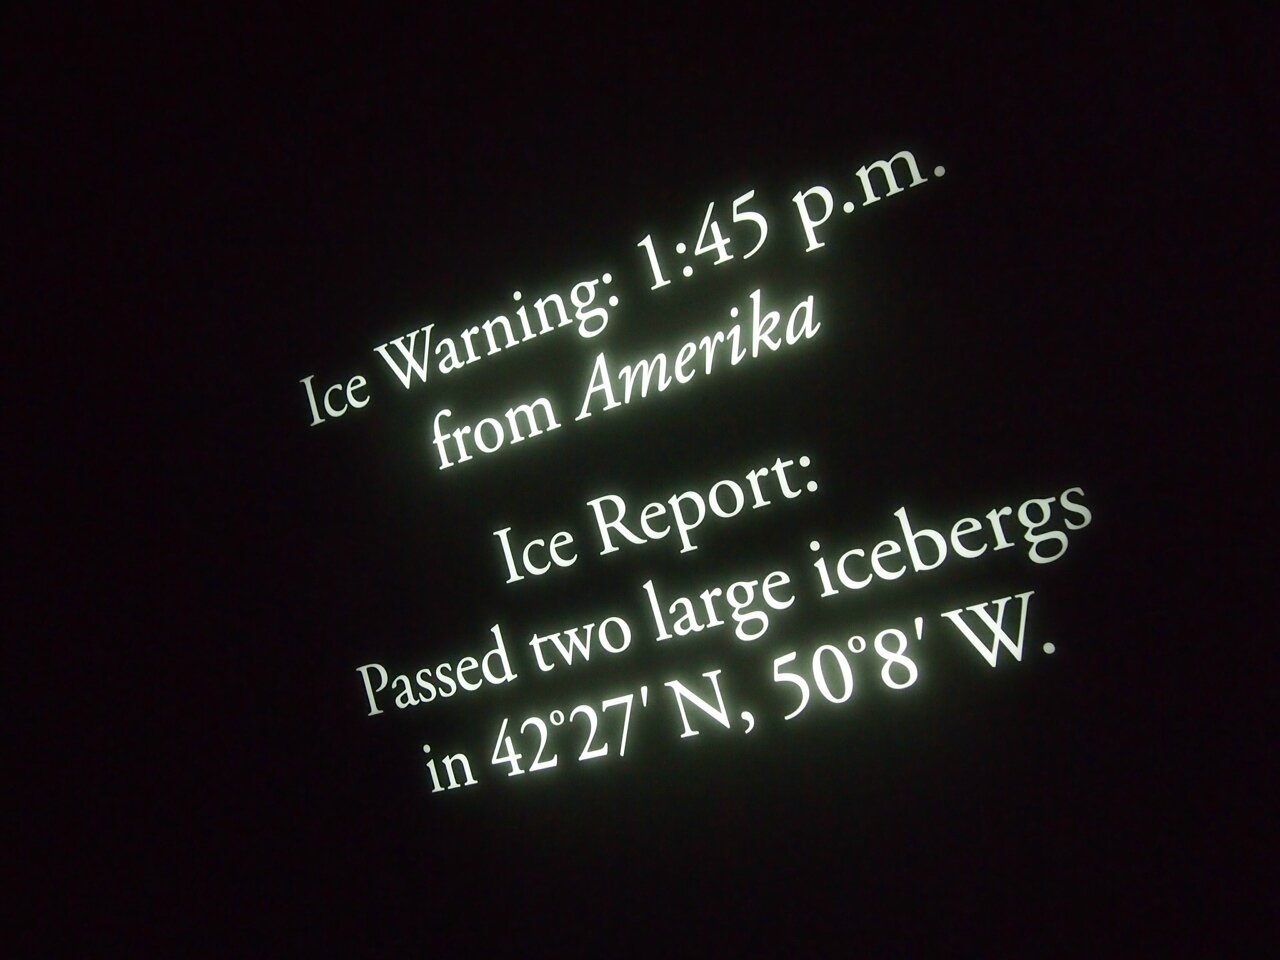 Ice Warning: 1:45 p.m.
from Amerika
Ice Report:
Passed two large icebergs
in 42°27' N, 50°8' W.